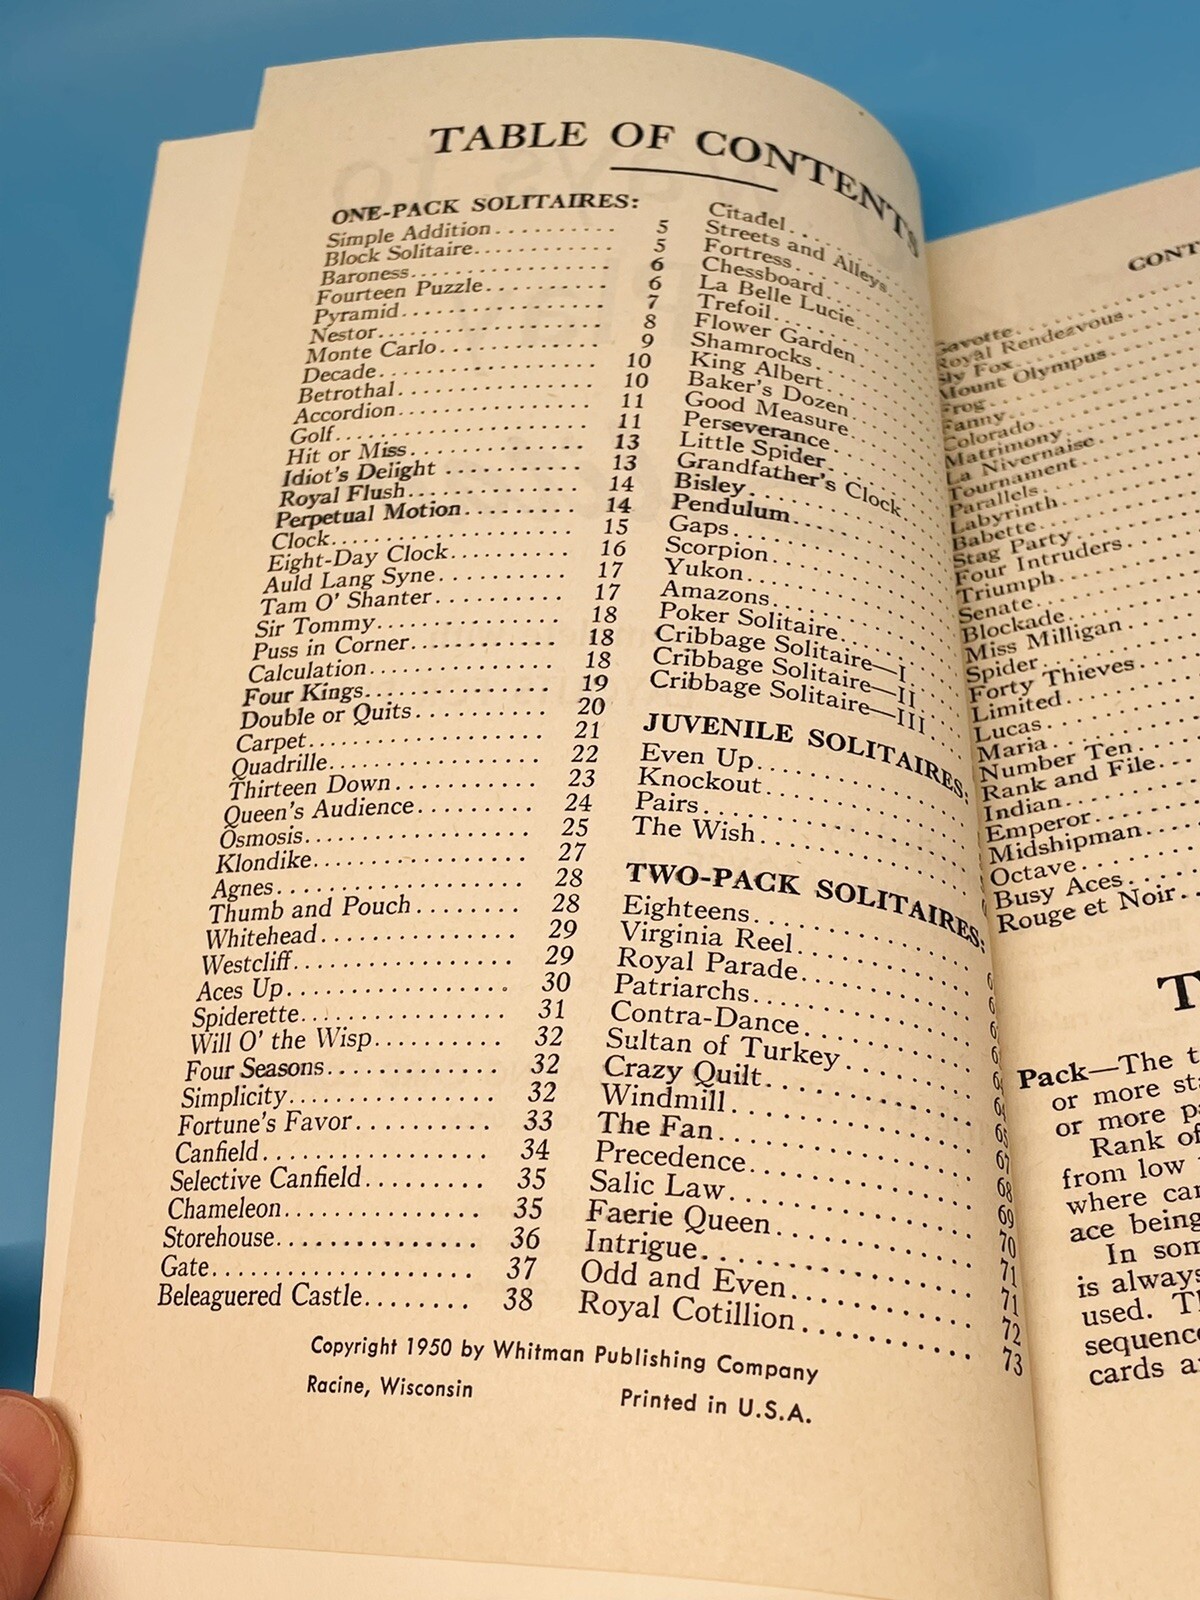 TABLE OF CONTENTS
ONE-PACK SOLITAIRES:
Simple Addition.......... 5
Block Solitaire............ 5
Baroness.................. 6
Fourteen Puzzle........... 6
Pyramid................... 7
Nestor.................... 8
Monte Carlo............... 9
Decade.................... 10
Betrothal................. 10
Accordion................. 11
Golf...................... 11
Hit or Miss............... 13
Idiot's Delight ........... 13
Royal Flush............... 14
Perpetual Motion.......... 14
Clock..................... 15
Eight-Day Clock........... 16
Auld Lang Syne............ 17
Tam O' Shanter............ 17
Sir Tommy................. 18
Puss in Corner............ 18
Calculation............... 18
Four Kings................ 19
Double or Quits........... 20
Carpet.................... 21
Quadrille................. 22
Thirteen Down............. 23
Queen's Audience.......... 24
Osmosis................... 25
Klondike.................. 27
Agnes..................... 28
Thumb and Pouch........... 28
Whitehead................. 29
Westcliff................. 29
Aces Up................... 30
Spiderette................ 31
Will O' the Wisp.......... 32
Four Seasons.............. 32
Simplicity................ 32
Fortune's Favor........... 33
Canfield.................. 34
Selective Canfield........ 35
Chameleon................. 35
Storehouse................ 36
Gate...................... 37
Beleaguered Castle........ 38
Citadel..........
Streets and Alleys.....
Fortress..........
Chessboard.........
La Belle Lucie.......
Trefoil............
Flower Garden.......
Shamrocks.........
King Albert.........
Baker's Dozen.......
Good Measure.......
Perseverance........
Little Spider.........
Grandfather's Clock....
Bisley.............
Pendulum..........
Gaps..............
Scorpion...........
Yukon.............
Amazons...........
Poker Solitaire.......
Cribbage Solitaire—I....
Cribbage Solitaire—II...
Cribbage Solitaire—III...
JUVENILE SOLITAIRES:
Even Up............
Knockout...........
Pairs..............
The Wish...........
TWO-PACK SOLITAIRES:
Eighteens............
Virginia Reel..........
Royal Parade.........
Patriarchs............
Contra-Dance.........
Sultan of Turkey.......
Crazy Quilt...........
Windmill.............
The Fan.............. 67
Precedence........... 68
Salic Law............. 69
Faerie Queen.......... 70
Intrigue.............. 71
Odd and Even.......... 71
Royal Cotillion........ 72
73
Copyright 1950 by Whitman Publishing Company
Racine, Wisconsin Printed in U.S.A.
CONT
Royal Rendezvous.......
Sly Fox............
Mount Olympus........
Frog..............
Fanny.............
Colorado...........
Matrimony..........
La Nivernaise........
Tournament.........
Parallels...........
Labyrinth..........
Babette............
Stag Party..........
Four Intruders.......
Triumph...........
Senate............
Blockade..........
Miss Milligan........
Spider............
Forty Thieves........
Limited...........
Lucas.............
Maria.............
Number Ten........
Rank and File.......
Indian............
Emperor..........
Midshipman........
Octave...........
Busy Aces.........
Rouge et Noir.......
T
Pack—The t
or more st
or more p
Rank of
from low
where car
ace being
In som
is always
used. Th
sequence
cards a